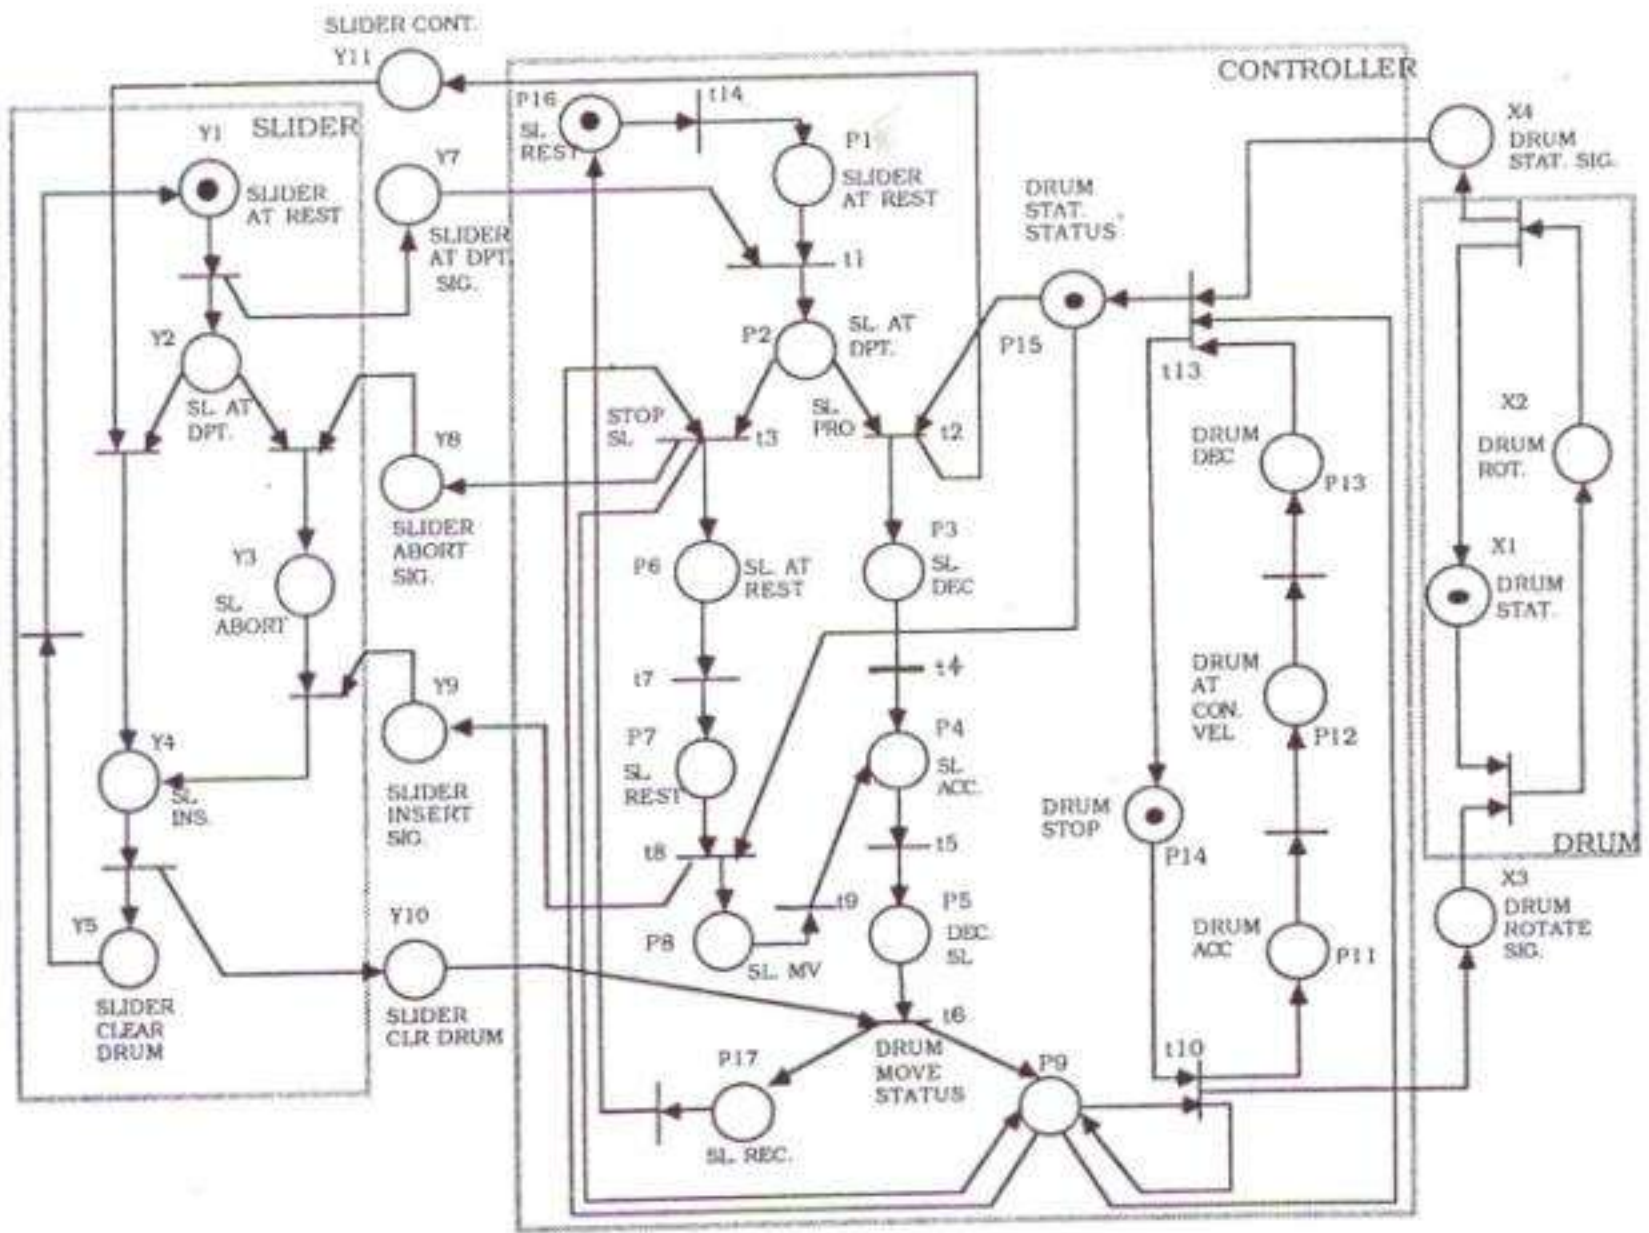 SLIDER CONT.
Y11
SLIDER
Y1
SLIDER
AT REST
Y7
SLIDER
AT DPT.
SIG.
Y2
SL. AT
DPT.
Y8
SLIDER
ABORT
SIG.
Y3
SL.
ABORT
Y9
SLIDER
INSERT
SIG.
Y4
SL.
INS.
Y5
SLIDER
CLEAR
DRUM
Y10
SLIDER
CLR DRUM
CONTROLLER
P16
SL.
REST
t14
P1
SLIDER
AT REST
t1
P2
SL. AT
DPT.
DRUM
STAT.
STATUS
P15
STOP
SL
t3
SL.
PRO
t2
P6
SL. AT
REST
P3
SL.
DEC
t7
t4
P7
SL.
REST
P4
SL.
ACC.
t8
t5
P8
SL. MV
t9
P5
DEC.
SL
t6
P17
SL. REC.
DRUM
MOVE
STATUS
P9
t13
DRUM
DEC
P13
DRUM
AT
CON.
VEL
P12
DRUM
STOP
P14
DRUM
ACC
P11
t10
X4
DRUM
STAT. SIG.
X2
DRUM
ROT.
X1
DRUM
STAT.
DRUM
X3
DRUM
ROTATE
SIG.